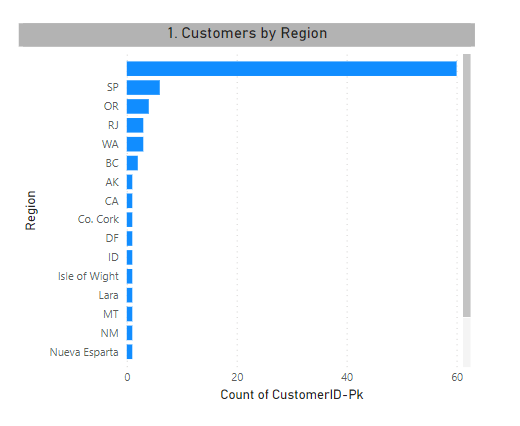 1. Customers by Region
Region
SP
OR
RJ
WA
BC
AK
CA
Co. Cork
DF
ID
Isle of Wight
Lara
MT
NM
Nueva Esparta
0 20 40 60
Count of CustomerID-Pk